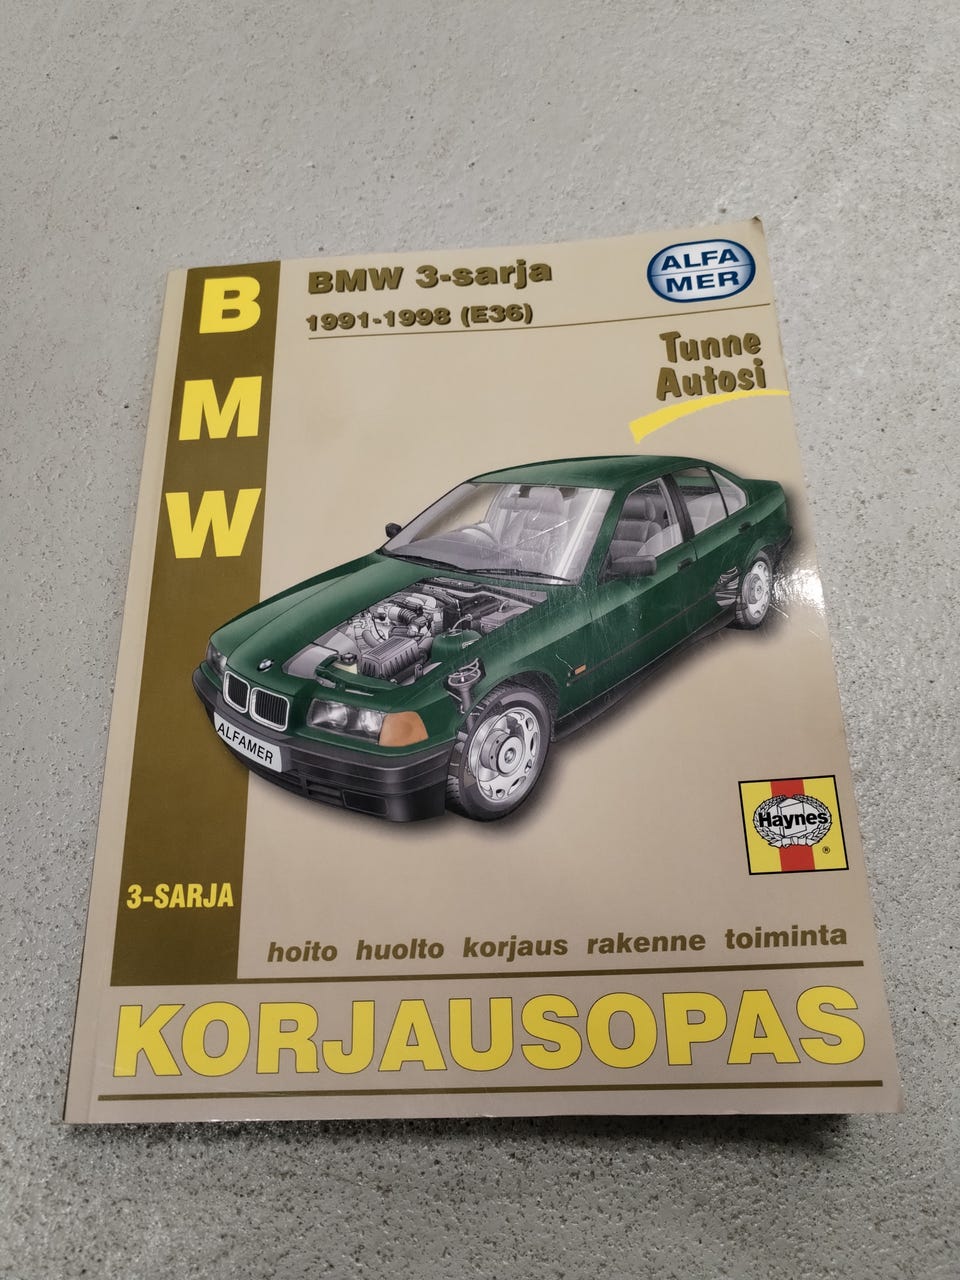 BMW
BMW 3-sarja
1991-1998 (E36)
ALFA
MER
Tunne
Autosi
ALFAMER
Haynes
®
3-SARJA
hoito huolto korjaus rakenne toiminta
KORJAUSOPAS